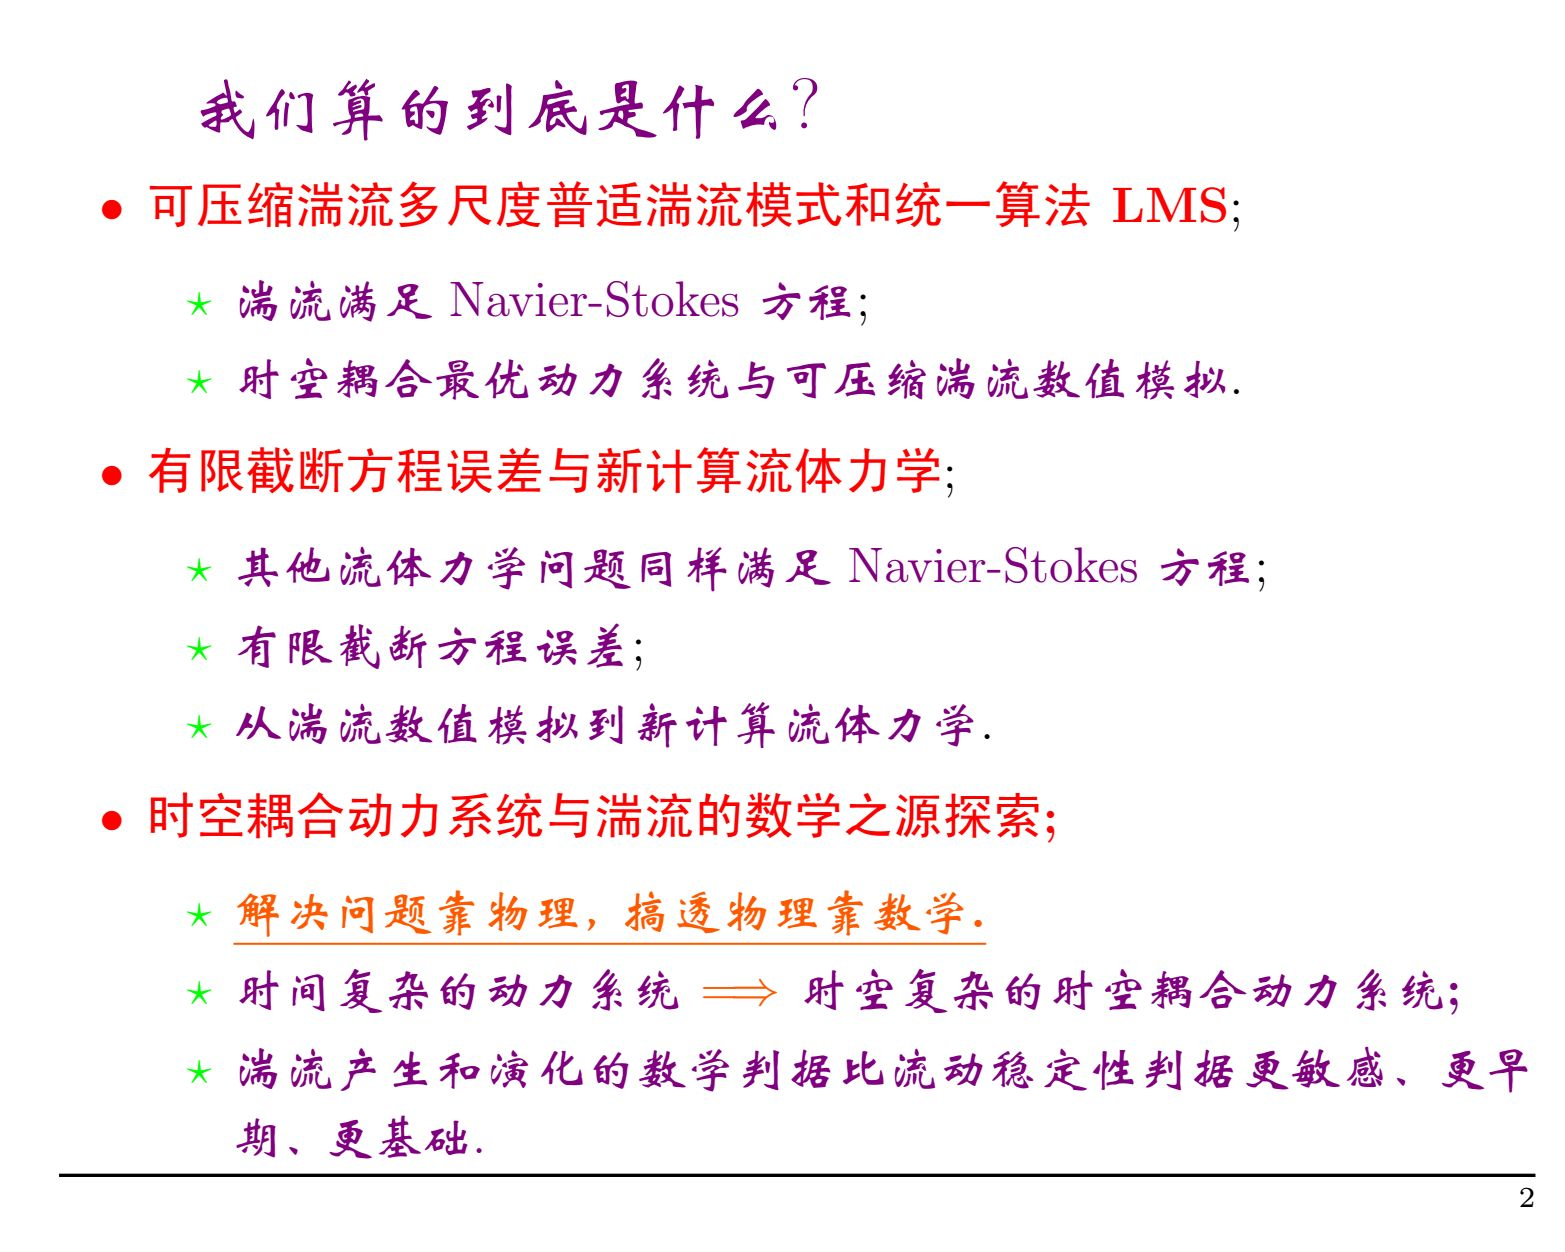 我们算的到底是什么?
• 可压缩湍流多尺度普适湍流模式和统一算法 LMS;
⋆ 湍流满足 Navier-Stokes 方程;
⋆ 时空耦合最优动力系统与可压缩湍流数值模拟.
• 有限截断方程误差与新计算流体力学;
⋆ 其他流体力学问题同样满足 Navier-Stokes 方程;
⋆ 有限截断方程误差;
⋆ 从湍流数值模拟到新计算流体力学.
• 时空耦合动力系统与湍流的数学之源探索;
⋆ 解决问题靠物理, 搞透物理靠数学.
⋆ 时间复杂的动力系统 ⟹ 时空复杂的时空耦合动力系统;
⋆ 湍流产生和演化的数学判据比流动稳定性判据更敏感、更早
期、更基础.
2